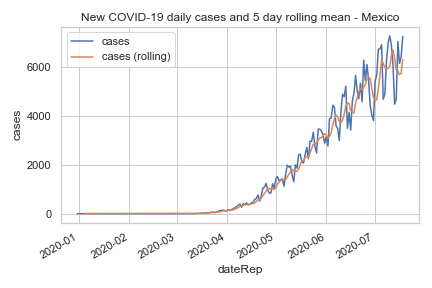 New COVID-19 daily cases and 5 day rolling mean - Mexico
cases
cases (rolling)
6000
4000
2000
0
cases
2020-01
2020-02
2020-03
2020-04
2020-05
2020-06
2020-07
dateRep